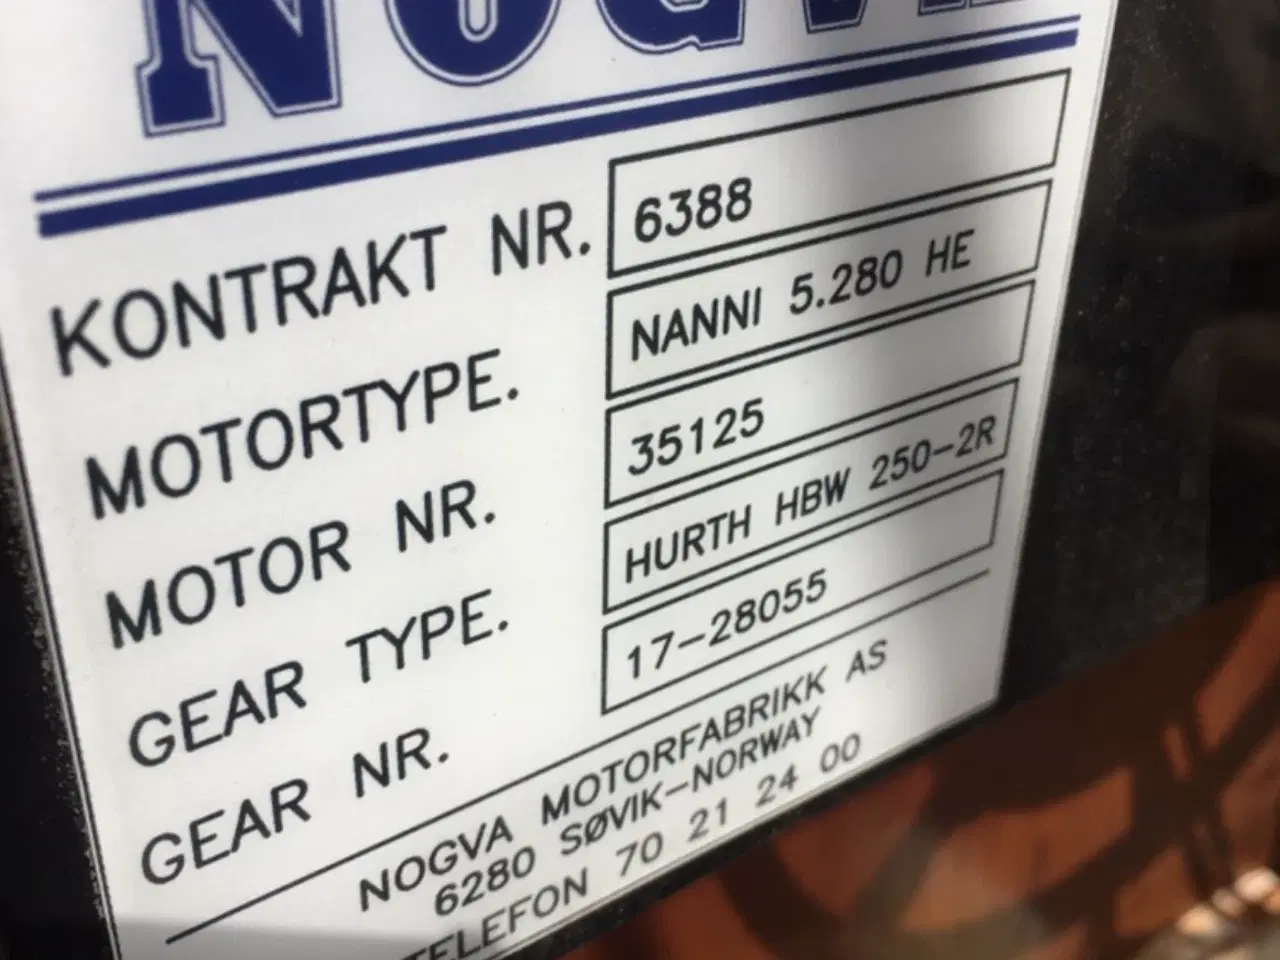 NOGVA
KONTRAKT NR. 6388
MOTORTYPE. NANNI 5.280 HE
MOTOR NR. 35125
GEAR TYPE. HURTH HBW 250-2R
GEAR NR. 17-28055
NOGVA MOTORFABRIKK AS
6280 SØVIK-NORWAY
TELEFON 70 21 24 00